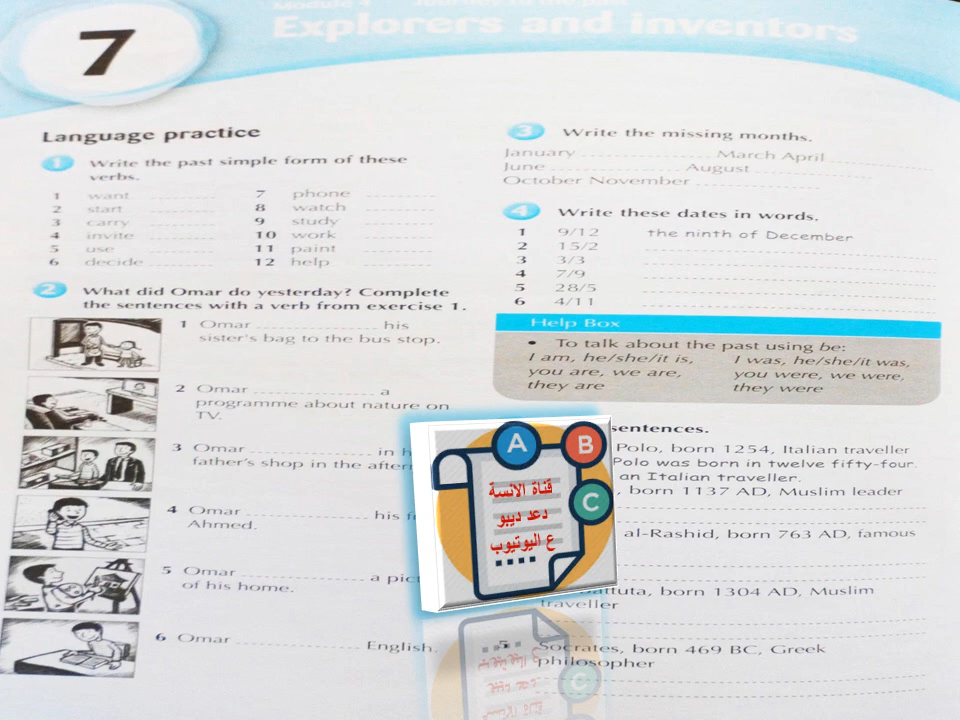 7
Module 4 Journey to the past
Explorers and inventors
Language practice
1 Write the past simple form of these
verbs.
1 want ............
2 start ............
3 carry ............
4 invite ............
5 use ............
6 decide ............
7 phone ............
8 watch ............
9 study ............
10 work ............
11 paint ............
12 help ............
2 What did Omar do yesterday? Complete
the sentences with a verb from exercise 1.
1 Omar ............ his
sister's bag to the bus stop.
2 Omar ............ a
programme about nature on
TV.
3 Omar ............ in
father's shop in the
4 Omar ............ his
Ahmed.
5 Omar ............ a
of his home.
6 Omar ............ English.
3 Write the missing months.
January ............ March April ............
June ............ August ............
October November ............
4 Write these dates in words.
1 9/12 the ninth of December
2 15/2 ............
3 3/3 ............
4 7/9 ............
5 28/5 ............
6 4/11 ............
Help Box
• To talk about the past using be:
I am, he/she/it is, I was, he/she/it was,
you are, we are, you were, we were,
they are they were
sentences.
Polo, born 1254, Italian traveller
Polo was born in twelve fifty-four.
an Italian traveller.
, born 1137 AD, Muslim leader
al-Rashid, born 763 AD, famous
Battuta, born 1304 AD, Muslim
traveller
5 Socrates, born 469 BC, Greek
philosopher
A
B
C
قناة الانسة
دعد ديبو
ع اليوتيوب